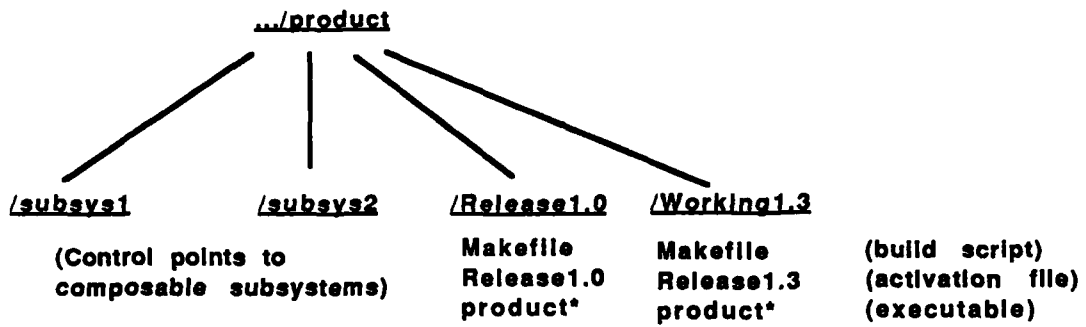 .../product
/subsys1 /subsys2 /Release1.0 /Working1.3
(Control points to
composable subsystems)
Makefile Makefile (build script)
Release1.0 Release1.3 (activation file)
product* product* (executable)